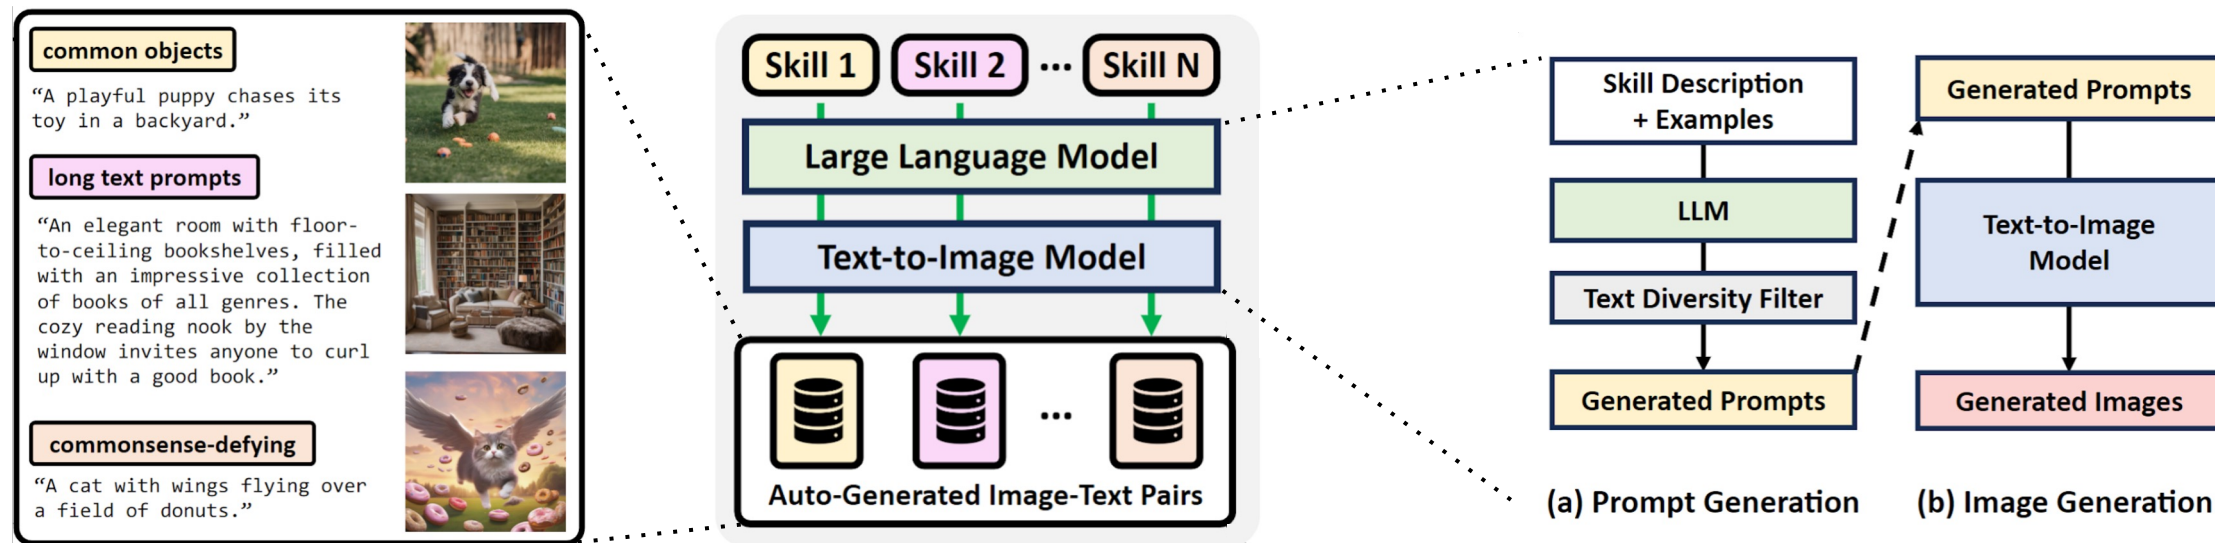 common objects
“A playful puppy chases its
toy in a backyard.”
long text prompts
“An elegant room with floor-
to-ceiling bookshelves, filled
with an impressive collection
of books of all genres. The
cozy reading nook by the
window invites anyone to curl
up with a good book.”
commonsense-defying
“A cat with wings flying over
a field of donuts.”
Skill 1
Skill 2
...
Skill N
Large Language Model
Text-to-Image Model
...
Auto-Generated Image-Text Pairs
Skill Description
+ Examples
LLM
Text Diversity Filter
Generated Prompts
(a) Prompt Generation
Generated Prompts
Text-to-Image
Model
Generated Images
(b) Image Generation